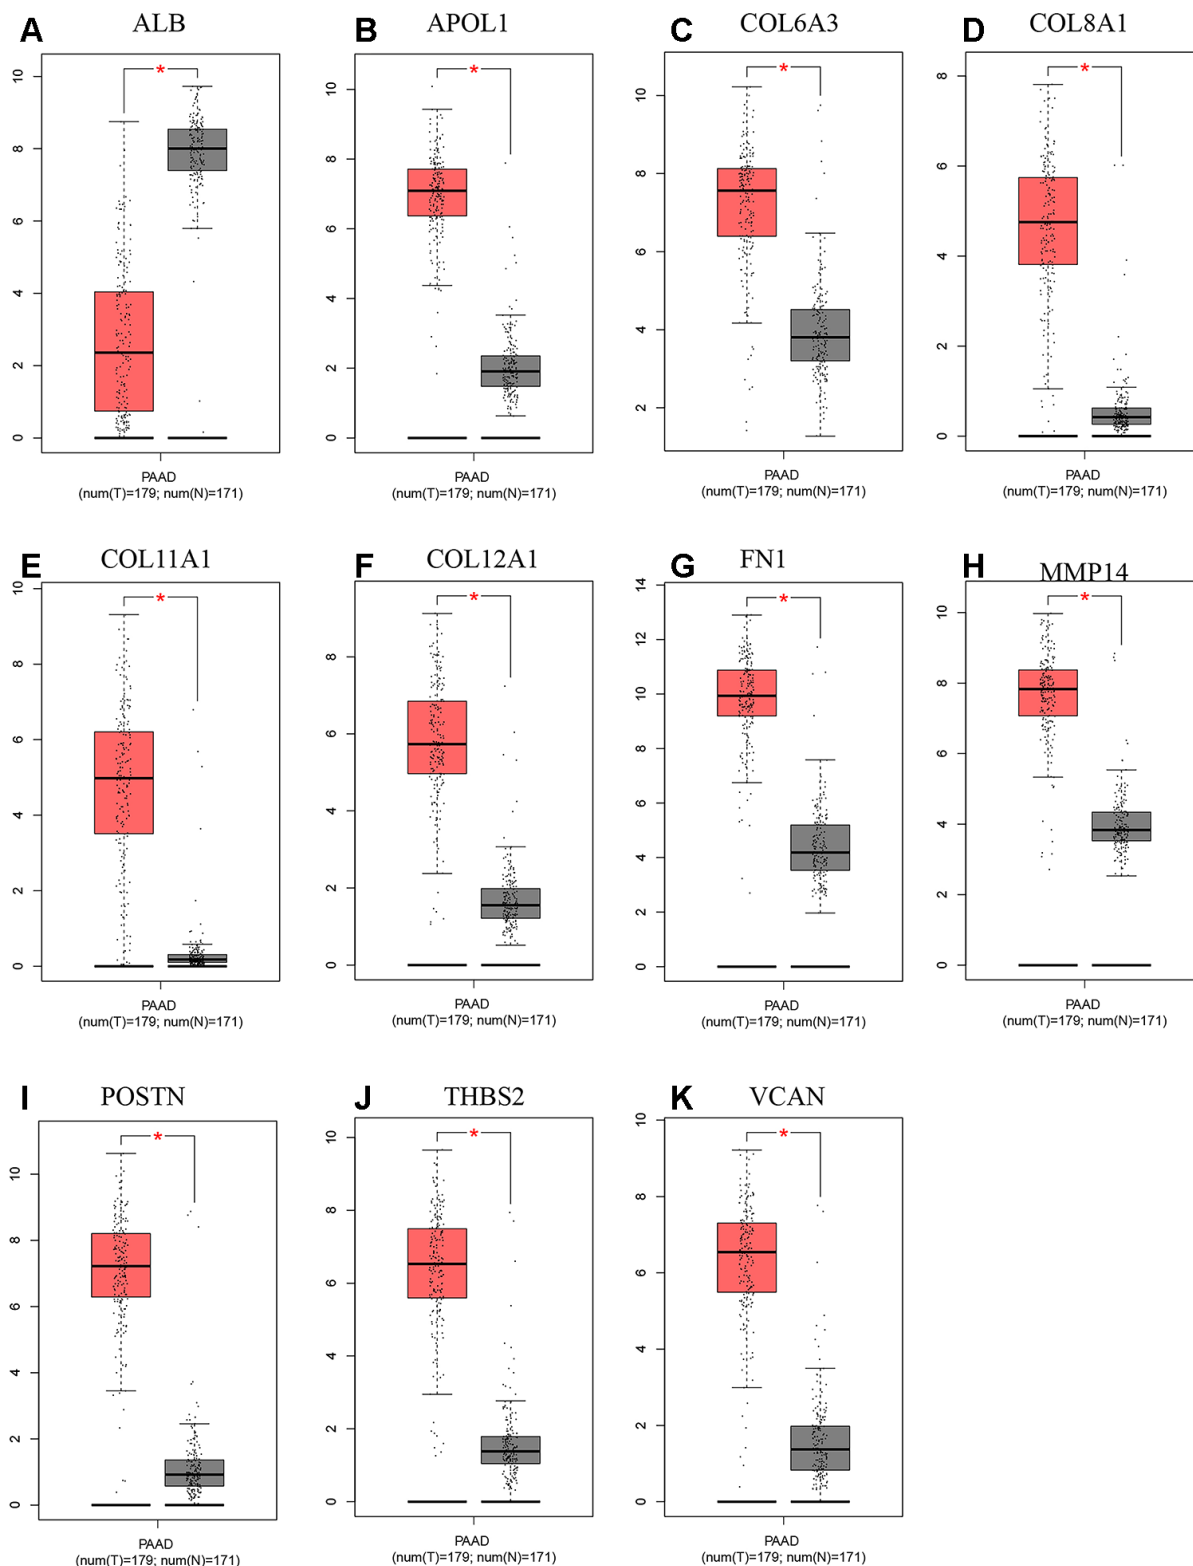 A ALB
10
8
6
4
2
0
*
PAAD
(num(T)=179; num(N)=171)
B APOL1
10
8
6
4
2
0
*
PAAD
(num(T)=179; num(N)=171)
C COL6A3
10
8
6
4
2
*
PAAD
(num(T)=179; num(N)=171)
D COL8A1
8
6
4
2
0
*
PAAD
(num(T)=179; num(N)=171)
E COL11A1
10
8
6
4
2
0
*
PAAD
(num(T)=179; num(N)=171)
F COL12A1
8
6
4
2
0
*
PAAD
(num(T)=179; num(N)=171)
G FN1
14
12
10
8
6
4
2
0
*
PAAD
(num(T)=179; num(N)=171)
H MMP14
10
8
6
4
2
0
*
PAAD
(num(T)=179; num(N)=171)
I POSTN
10
8
6
4
2
0
*
PAAD
(num(T)=179; num(N)=171)
J THBS2
10
8
6
4
2
0
*
PAAD
(num(T)=179; num(N)=171)
K VCAN
10
8
6
4
2
0
*
PAAD
(num(T)=179; num(N)=171)